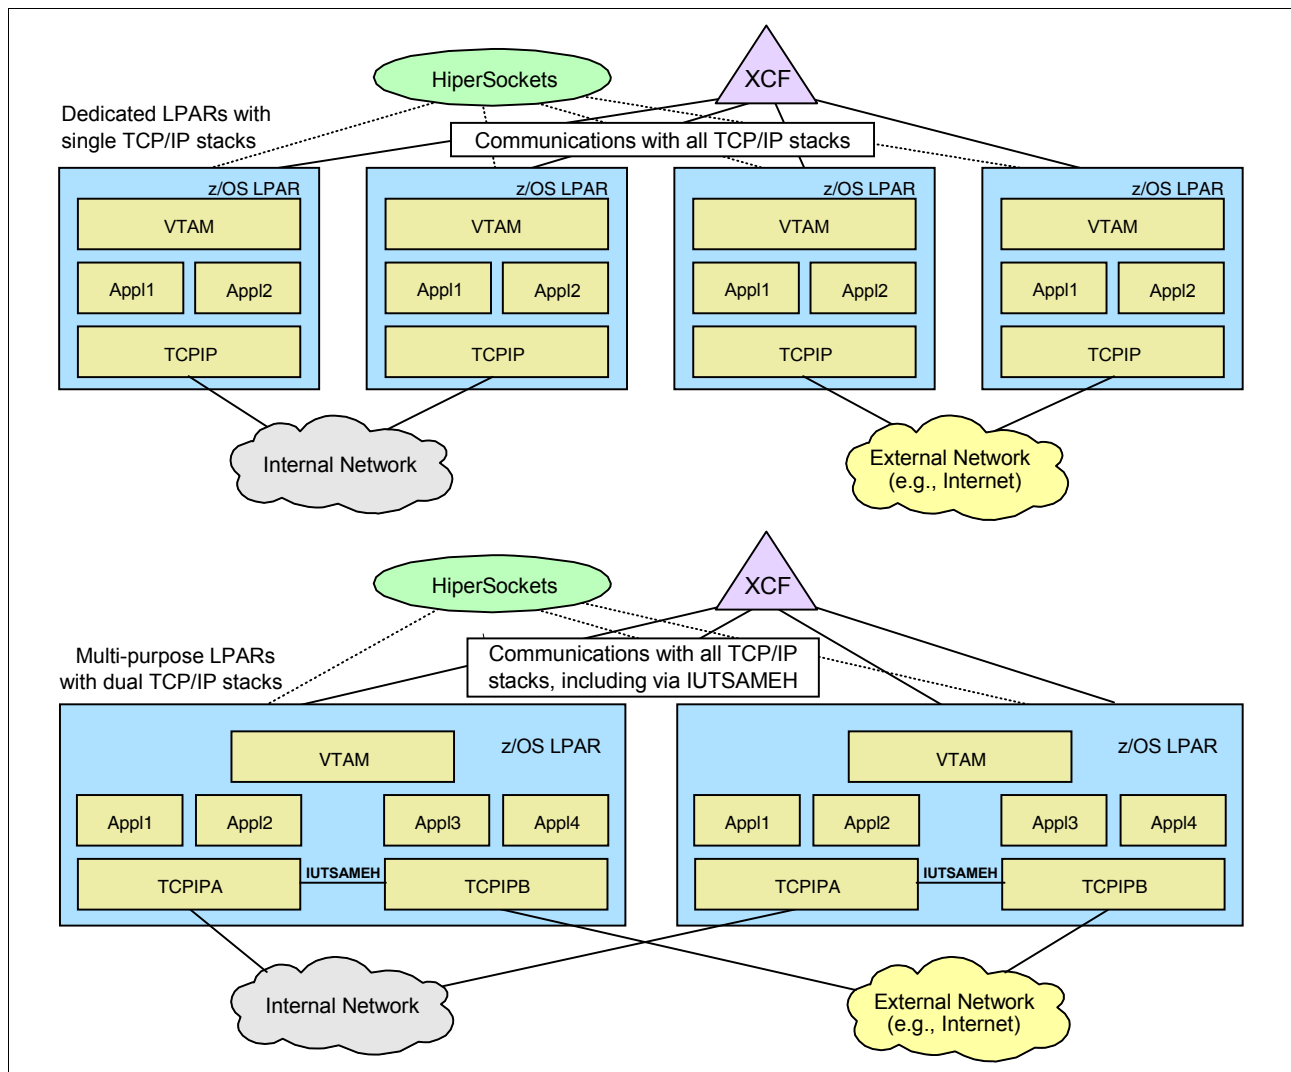 HiperSockets
XCF
Dedicated LPARs with
single TCP/IP stacks
Communications with all TCP/IP stacks
z/OS LPAR
VTAM
Appl1
Appl2
TCPIP
z/OS LPAR
VTAM
Appl1
Appl2
TCPIP
z/OS LPAR
VTAM
Appl1
Appl2
TCPIP
z/OS LPAR
VTAM
Appl1
Appl2
TCPIP
Internal Network
External Network
(e.g., Internet)
HiperSockets
XCF
Multi-purpose LPARs
with dual TCP/IP stacks
Communications with all TCP/IP
stacks, including via IUTSAMEH
z/OS LPAR
VTAM
Appl1
Appl2
Appl3
Appl4
TCPIPA
IUTSAMEH
TCPIPB
z/OS LPAR
VTAM
Appl1
Appl2
Appl3
Appl4
TCPIPA
IUTSAMEH
TCPIPB
Internal Network
External Network
(e.g., Internet)